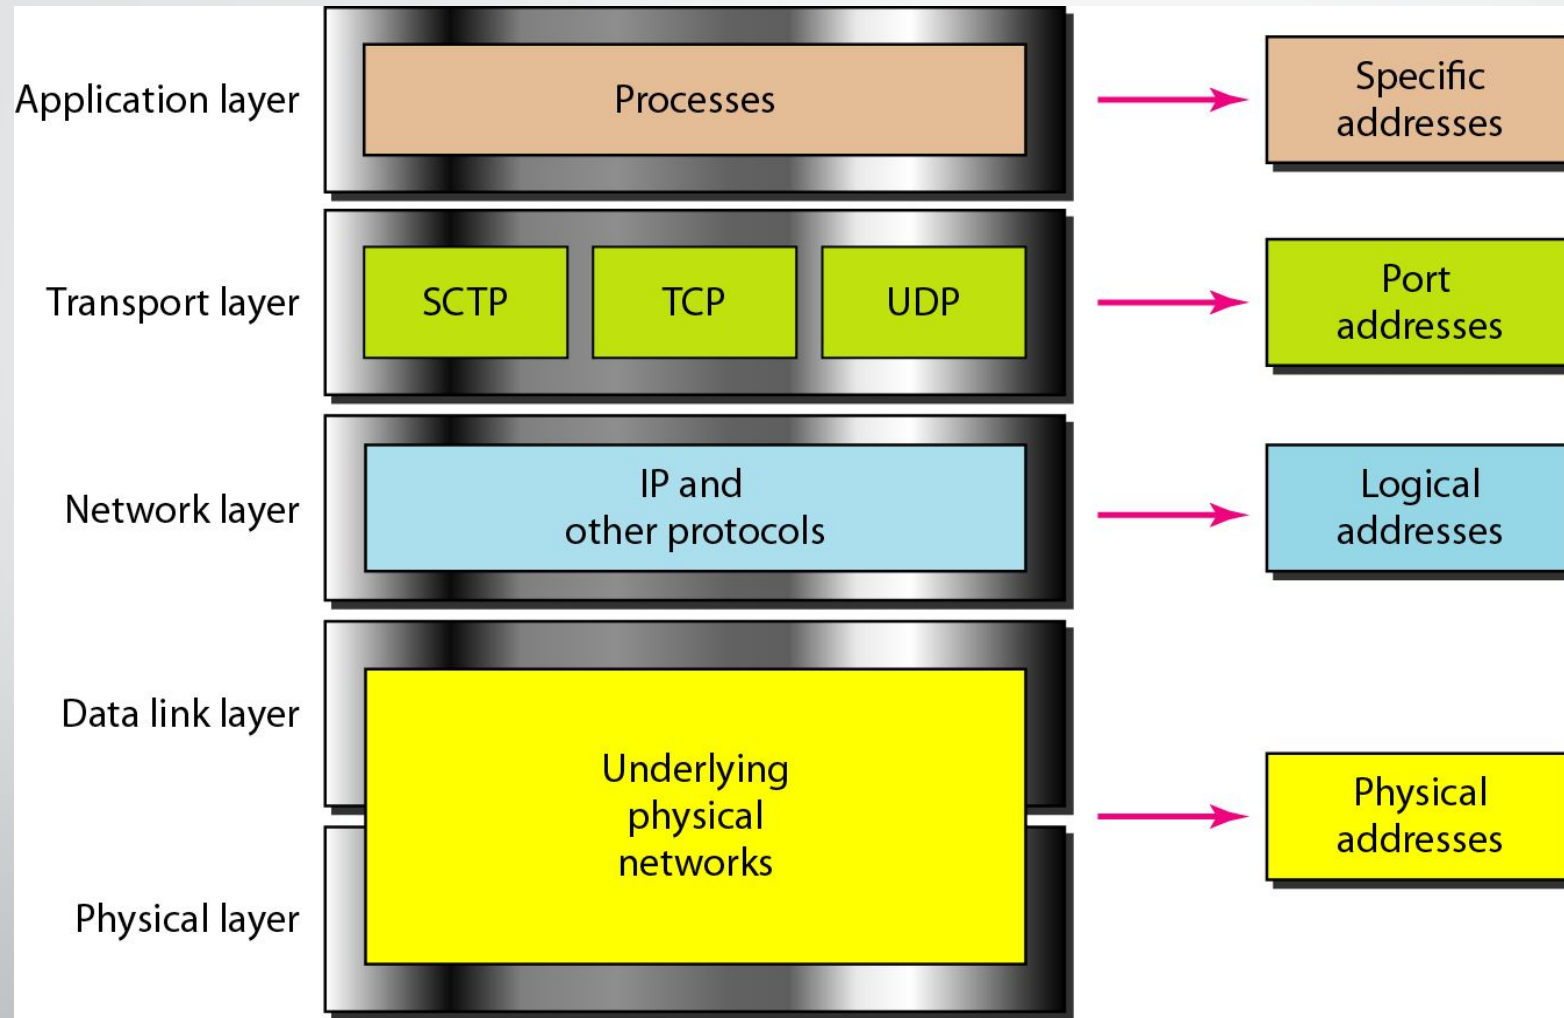 Application layer
Processes
Specific
addresses
Transport layer
SCTP
TCP
UDP
Port
addresses
Network layer
IP and
other protocols
Logical
addresses
Data link layer
Underlying
physical
networks
Physical
addresses
Physical layer